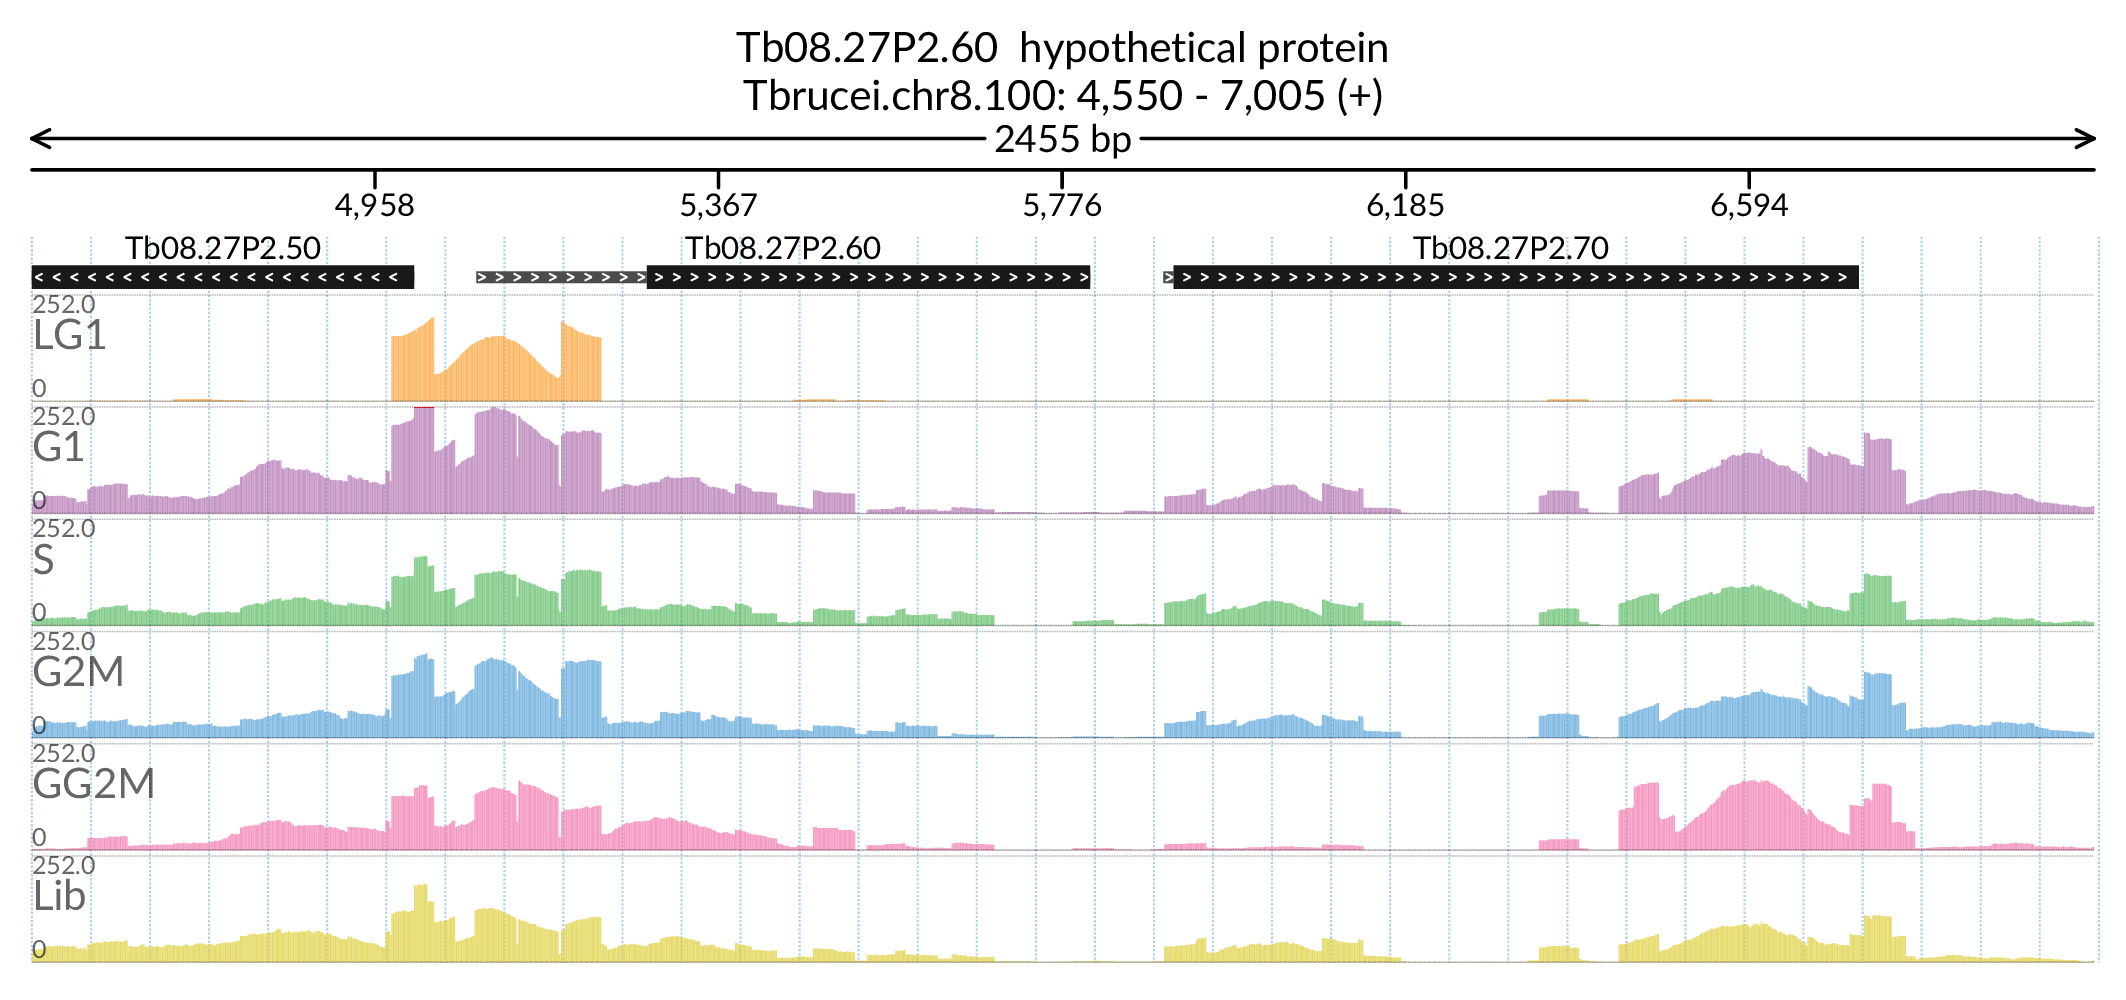 Tb08.27P2.60 hypothetical protein
Tbrucei.chr8.100: 4,550 - 7,005 (+)
2455 bp
4,958 5,367 5,776 6,185 6,594
Tb08.27P2.50 Tb08.27P2.60 Tb08.27P2.70
252.0
LG1
0
252.0
G1
0
252.0
S
0
252.0
G2M
0
252.0
GG2M
0
252.0
Lib
0